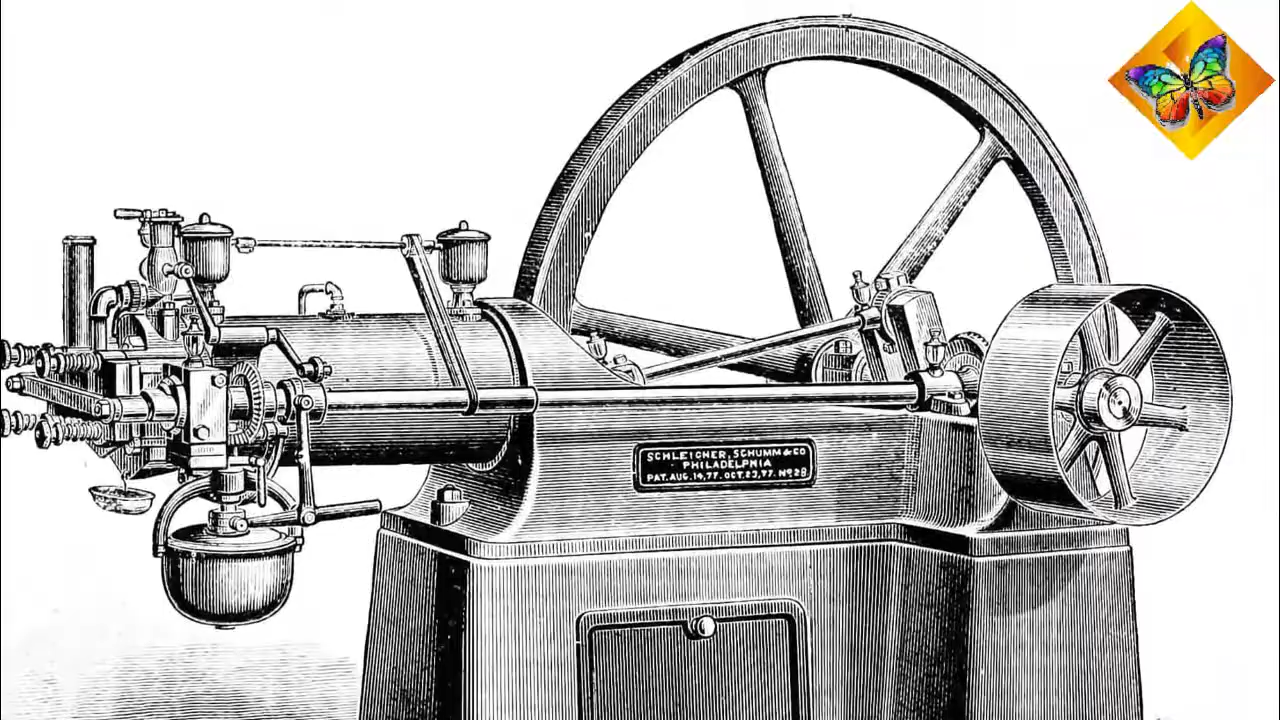 SCHLEICHER, SCHUMM & CO
PHILADELPHIA
PAT. AUG. 14, 77. OCT. 23, 77. Nº 28